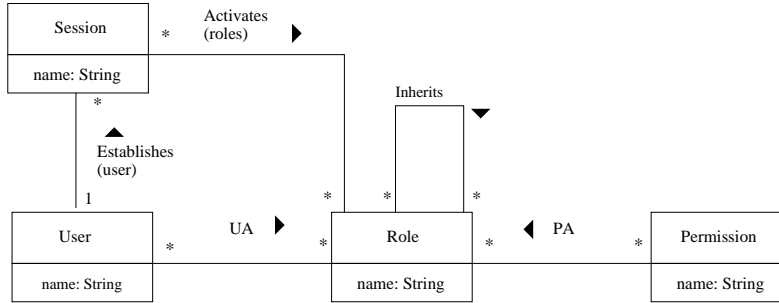 Session
name: String
*
Activates
(roles)
*
Establishes
(user)
1
Inherits
*
*
*
User
name: String
*
UA
*
Role
name: String
*
PA
*
Permission
name: String